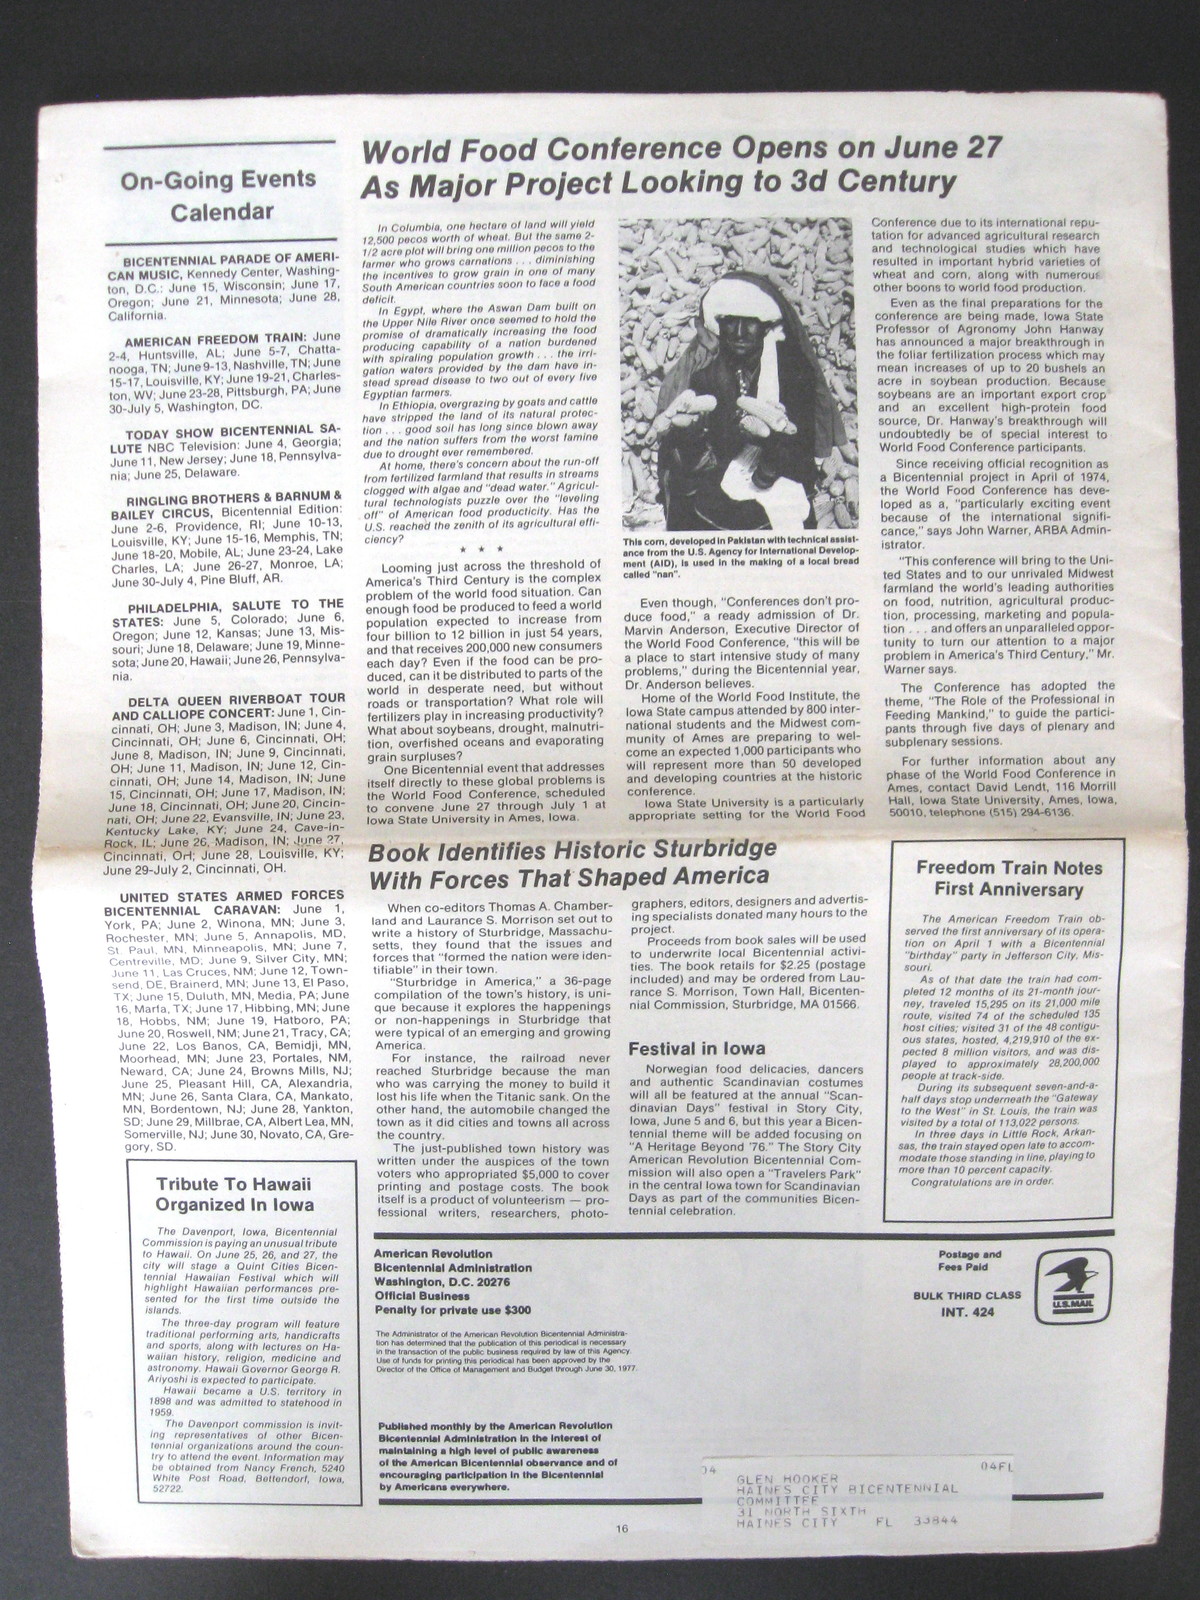 On-Going Events
Calendar
BICENTENNIAL PARADE OF AMERI-
CAN MUSIC, Kennedy Center, Washing-
ton, D.C.: June 15, Wisconsin; June 17,
Oregon; June 21, Minnesota; June 28,
California.
AMERICAN FREEDOM TRAIN: June
2-4, Huntsville, AL; June 5-7, Chatta-
nooga, TN; June 9-13, Nashville, TN; June
15-17, Louisville, KY; June 19-21, Charles-
ton, WV; June 23-28, Pittsburgh, PA; June
30-July 5, Washington, DC.
TODAY SHOW BICENTENNIAL SA-
LUTE NBC Television: June 4, Georgia;
June 11, New Jersey; June 18, Pennsylva-
nia; June 25, Delaware.
RINGLING BROTHERS & BARNUM &
BAILEY CIRCUS, Bicentennial Edition:
June 2-6, Providence, RI; June 10-13,
Louisville, KY; June 15-16, Memphis, TN;
June 18-20, Mobile, AL; June 23-24, Lake
Charles, LA; June 26-27, Monroe, LA;
June 30-July 4, Pine Bluff, AR.
PHILADELPHIA, SALUTE TO THE
STATES: June 5, Colorado; June 6,
Oregon; June 12, Kansas; June 13, Mis-
souri; June 18, Delaware; June 19, Minne-
sota; June 20, Hawaii; June 26, Pennsylva-
nia.
DELTA QUEEN RIVERBOAT TOUR
AND CALLIOPE CONCERT: June 1, Cin-
cinnati, OH; June 3, Madison, IN; June 4,
Cincinnati, OH; June 6, Cincinnati, OH;
June 8, Madison, IN; June 9, Cincinnati,
OH; June 11, Madison, IN; June 12, Cin-
cinnati, OH; June 14, Madison, IN; June
15, Cincinnati, OH; June 17, Madison, IN;
June 18, Cincinnati, OH; June 20, Cincin-
nati, OH; June 22, Evansville, IN; June 23,
Kentucky Lake, KY; June 24, Cave-in-
Rock, IL; June 26, Madison, IN; June 27,
Cincinnati, OH; June 28, Louisville, KY;
June 29-July 2, Cincinnati, OH.
UNITED STATES ARMED FORCES
BICENTENNIAL CARAVAN: June 1,
York, PA; June 2, Winona, MN; June 3,
Rochester, MN; June 5, Annapolis, MD,
St. Paul, MN, Minneapolis, MN; June 7,
Centreville, MD; June 9, Silver City, NM;
June 11, Las Cruces, NM; June 12, Town-
send, DE, Brainerd, MN; June 13, El Paso,
TX; June 15, Duluth, MN, Media, PA; June
16, Marfa, TX; June 17, Hibbing, MN; June
18, Hobbs, NM; June 19, Hatboro, PA;
June 20, Roswell, NM; June 21, Tracy, CA;
June 22, Los Banos, CA, Bemidji, MN,
Moorhead, MN; June 23, Portales, NM,
Neward, CA; June 24, Browns Mills, NJ;
June 25, Pleasant Hill, CA, Alexandria,
MN; June 26, Santa Clara, CA, Mankato,
MN, Bordentown, NJ; June 28, Yankton,
SD; June 29, Millbrae, CA, Albert Lea, MN,
Somerville, NJ; June 30, Novato, CA, Gre-
gory, SD.
Tribute To Hawaii
Organized In Iowa
The Davenport, Iowa, Bicentennial
Commission is paying an unusual tribute
to Hawaii. On June 25, 26, and 27, the
city will stage a Quint Cities Bicen-
tennial Hawaiian Festival which will
highlight Hawaiian performances pre-
sented for the first time outside the
islands.
The three-day program will feature
traditional performing arts, handicrafts
and sports, along with lectures on Ha-
waiian history, religion, medicine and
astronomy. Hawaii Governor George R.
Ariyoshi is expected to participate.
Hawaii became a U.S. territory in
1898 and was admitted to statehood in
1959.
The Davenport commission is invit-
ing representatives of other Bicen-
tennial organizations around the coun-
try to attend the event. Information may
be obtained from Nancy French, 5240
White Post Road, Bettendorf, Iowa,
52722.
World Food Conference Opens on June 27
As Major Project Looking to 3d Century
In Columbia, one hectare of land will yield
12,500 pecos worth of wheat. But the same 2-
1/2 acre plot will bring one million pecos to the
farmer who grows carnations . . . diminishing
the incentives to grow grain in one of many
South American countries soon to face a food
deficit.
In Egypt, where the Aswan Dam built on
the Upper Nile River once seemed to hold the
promise of dramatically increasing the food
producing capability of a nation burdened
with spiraling population growth . . . the irri-
gation waters provided by the dam have in-
stead spread disease to two out of every five
Egyptian farmers.
In Ethiopia, overgrazing by goats and cattle
have stripped the land of its natural protec-
tion . . . good soil has long since blown away
and the nation suffers from the worst famine
due to drought ever remembered.
At home, there's concern about the run-off
from fertilized farmland that results in streams
clogged with algae and "dead water." Agricul-
tural technologists puzzle over the "leveling
off" of American food producticity. Has the
U.S. reached the zenith of its agricultural effi-
ciency?
* * *
Looming just across the threshold of
America's Third Century is the complex
problem of the world food situation. Can
enough food be produced to feed a world
population expected to increase from
four billion to 12 billion in just 54 years,
and that receives 200,000 new consumers
each day? Even if the food can be pro-
duced, can it be distributed to parts of the
world in desperate need, but without
roads or transportation? What role will
fertilizers play in increasing productivity?
What about soybeans, drought, malnutri-
tion, overfished oceans and evaporating
grain surpluses?
One Bicentennial event that addresses
itself directly to these global problems is
the World Food Conference, scheduled
to convene June 27 through July 1 at
Iowa State University in Ames, Iowa.
This corn, developed in Pakistan with technical assist-
ance from the U.S. Agency for International Develop-
ment (AID), is used in the making of a local bread
called "nan".
Even though, "Conferences don't pro-
duce food," a ready admission of Dr.
Marvin Anderson, Executive Director of
the World Food Conference, "this will be
a place to start intensive study of many
problems," during the Bicentennial year,
Dr. Anderson believes.
Home of the World Food Institute, the
Iowa State campus attended by 800 inter-
national students and the Midwest com-
munity of Ames are preparing to wel-
come an expected 1,000 participants who
will represent more than 50 developed
and developing countries at the historic
conference.
Iowa State University is a particularly
appropriate setting for the World Food
Conference due to its international repu-
tation for advanced agricultural research
and technological studies which have
resulted in important hybrid varieties of
wheat and corn, along with numerous
other boons to world food production.
Even as the final preparations for the
conference are being made, Iowa State
Professor of Agronomy John Hanway
has announced a major breakthrough in
the foliar fertilization process which may
mean increases of up to 20 bushels an
acre in soybean production. Because
soybeans are an important export crop
and an excellent high-protein food
source, Dr. Hanway's breakthrough will
undoubtedly be of special interest to
World Food Conference participants.
Since receiving official recognition as
a Bicentennial project in April of 1974,
the World Food Conference has deve-
loped as a, "particularly exciting event
because of the international signifi-
cance," says John Warner, ARBA Admin-
istrator.
"This conference will bring to the Uni-
ted States and to our unrivaled Midwest
farmland the world's leading authorities
on food, nutrition, agricultural produc-
tion, processing, marketing and popula-
tion . . . and offers an unparalleled oppor-
tunity to turn our attention to a major
problem in America's Third Century," Mr.
Warner says.
The Conference has adopted the
theme, "The Role of the Professional in
Feeding Mankind," to guide the partici-
pants through five days of plenary and
subplenary sessions.
For further information about any
phase of the World Food Conference in
Ames, contact David Lendt, 116 Morrill
Hall, Iowa State University, Ames, Iowa,
50010, telephone (515) 294-6136.
Book Identifies Historic Sturbridge
With Forces That Shaped America
When co-editors Thomas A. Chamber-
land and Laurance S. Morrison set out to
write a history of Sturbridge, Massachu-
setts, they found that the issues and
forces that "formed the nation were iden-
tifiable" in their town.
"Sturbridge in America," a 36-page
compilation of the town's history, is uni-
que because it explores the happenings
or non-happenings in Sturbridge that
were typical of an emerging and growing
America.
For instance, the railroad never
reached Sturbridge because the man
who was carrying the money to build it
lost his life when the Titanic sank. On the
other hand, the automobile changed the
town as it did cities and towns all across
the country.
The just-published town history was
written under the auspices of the town
voters who appropriated $5,000 to cover
printing and postage costs. The book
itself is a product of volunteerism — pro-
fessional writers, researchers, photo-
graphers, editors, designers and advertis-
ing specialists donated many hours to the
project.
Proceeds from book sales will be used
to underwrite local Bicentennial activi-
ties. The book retails for $2.25 (postage
included) and may be ordered from Lau-
rance S. Morrison, Town Hall, Bicenten-
nial Commission, Sturbridge, MA 01566.
Festival in Iowa
Norwegian food delicacies, dancers
and authentic Scandinavian costumes
will all be featured at the annual "Scan-
dinavian Days" festival in Story City,
Iowa, June 5 and 6, but this year a Bicen-
tennial theme will be added focusing on
"A Heritage Beyond '76." The Story City
American Revolution Bicentennial Com-
mission will also open a "Travelers Park"
in the central Iowa town for Scandinavian
Days as part of the communities Bicen-
tennial celebration.
Freedom Train Notes
First Anniversary
The American Freedom Train ob-
served the first anniversary of its opera-
tion on April 1 with a Bicentennial
"birthday" party in Jefferson City, Mis-
souri.
As of that date the train had com-
pleted 12 months of its 21-month jour-
ney, traveled 15,295 on its 21,000 mile
route, visited 74 of the scheduled 135
host cities; visited 31 of the 48 contigu-
ous states, hosted, 4,219,910 of the ex-
pected 8 million visitors, and was dis-
played to approximately 28,200,000
people at track-side.
During its subsequent seven-and-a-
half days stop underneath the "Gateway
to the West" in St. Louis, the train was
visited by a total of 113,022 persons.
In three days in Little Rock, Arkan-
sas, the train stayed open late to accom-
modate those standing in line, playing to
more than 10 percent capacity.
Congratulations are in order.
American Revolution
Bicentennial Administration
Washington, D.C. 20276
Official Business
Penalty for private use $300
The Administrator of the American Revolution Bicentennial Administra-
tion has determined that the publication of this periodical is necessary
in the transaction of the public business required by law of this Agency.
Use of funds for printing this periodical has been approved by the
Director of the Office of Management and Budget through June 30, 1977.
Published monthly by the American Revolution
Bicentennial Administration in the interest of
maintaining a high level of public awareness
of the American Bicentennial observance and of
encouraging participation in the Bicentennial
by Americans everywhere.
Postage and
Fees Paid
BULK THIRD CLASS
INT. 424
U.S.MAIL
04 04FL
GLEN HOOKER
HAINES CITY BICENTENNIAL
COMMITTEE
31 NORTH SIXTH
HAINES CITY FL 33844
16